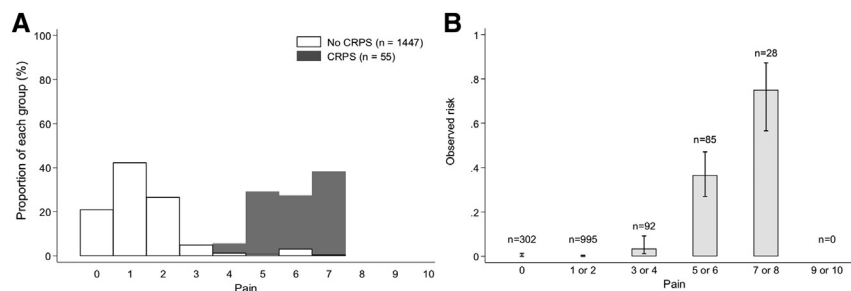 A
Proportion of each group (%)
100
80
60
40
20
0
No CRPS (n = 1447)
CRPS (n = 55)
0 1 2 3 4 5 6 7 8 9 10
Pain
B
Observed risk
1
.8
.6
.4
.2
0
n=302
n=995
n=92
n=85
n=28
n=0
0 1 or 2 3 or 4 5 or 6 7 or 8 9 or 10
Pain